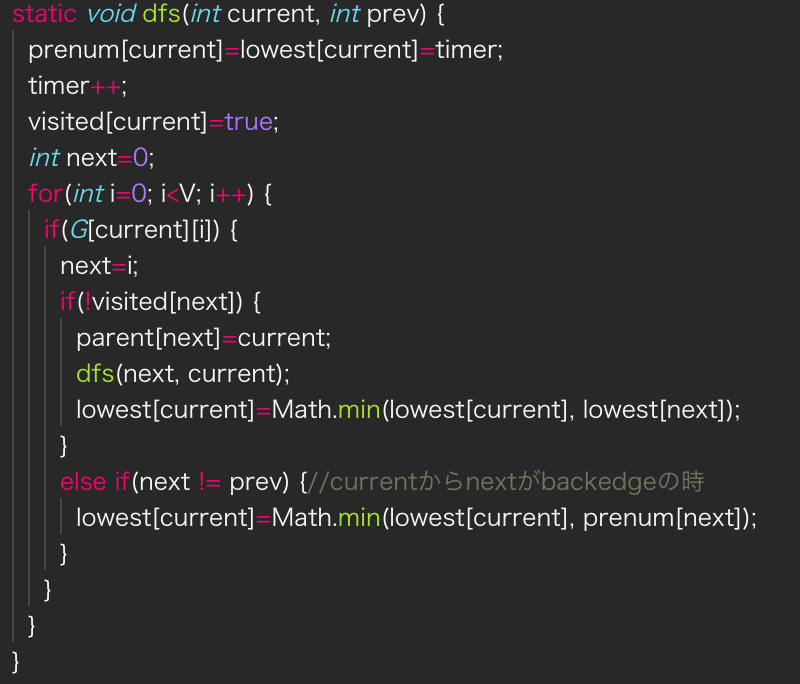 static void dfs(int current, int prev) {
prenum[current]=lowest[current]=timer;
timer++;
visited[current]=true;
int next=0;
for(int i=0; i<V; i++) {
if(G[current][i]) {
next=i;
if(!visited[next]) {
parent[next]=current;
dfs(next, current);
lowest[current]=Math.min(lowest[current], lowest[next]);
}
else if(next != prev) {//currentからnextがbackedgeの時
lowest[current]=Math.min(lowest[current], prenum[next]);
}
}
}
}